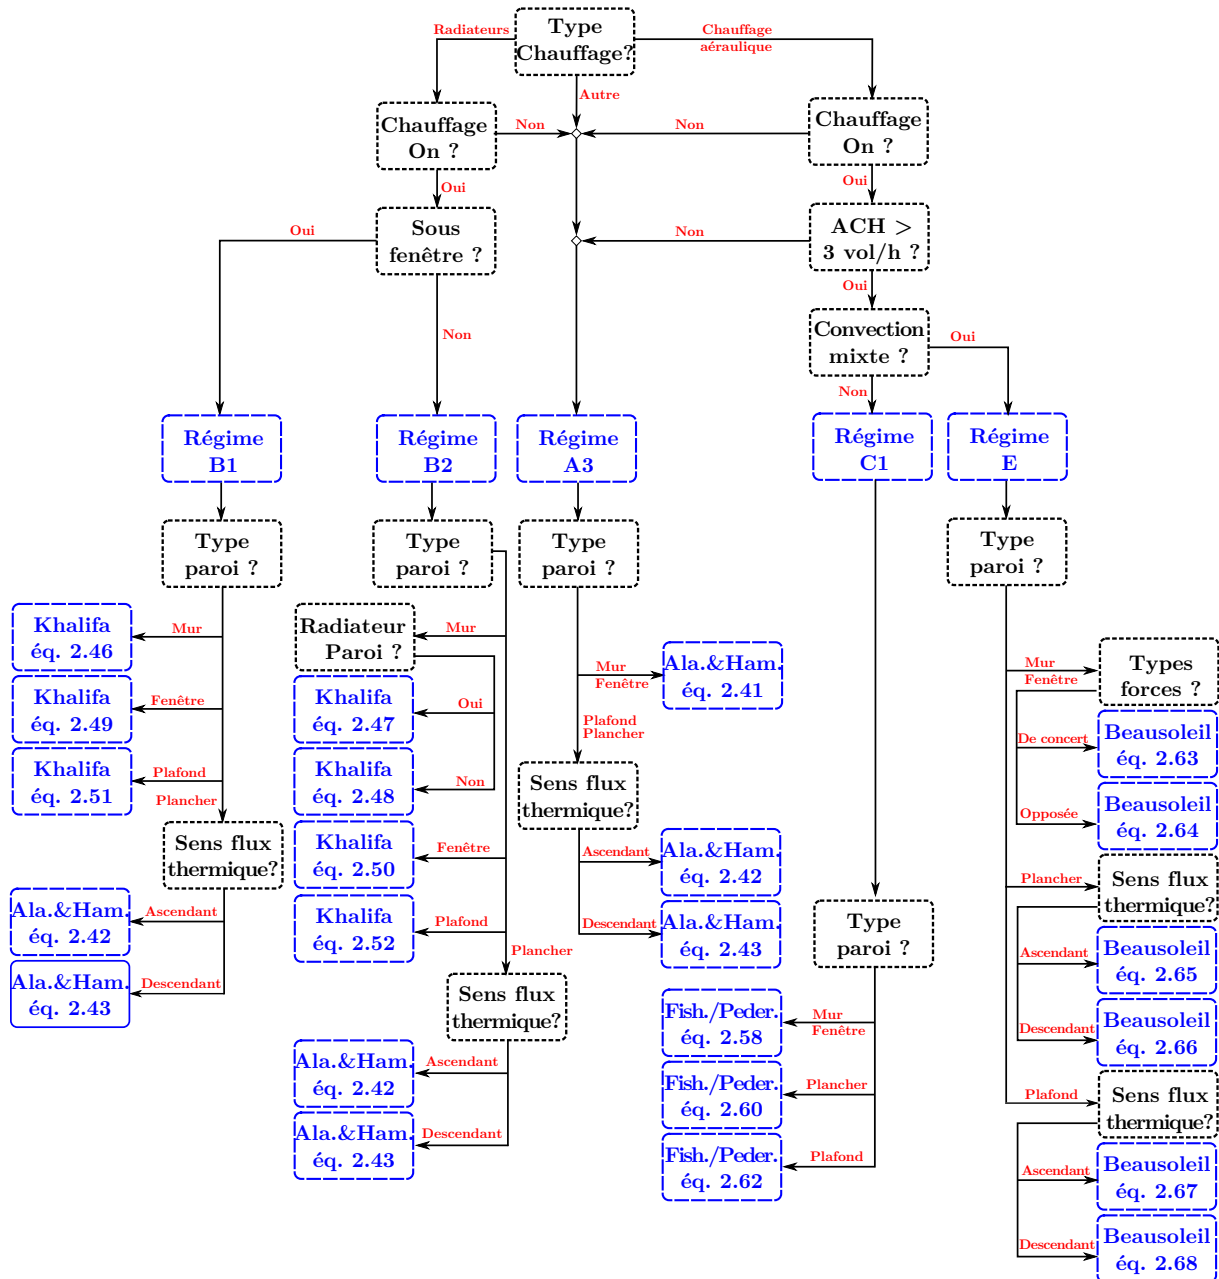 Type
Chauffage?
Radiateurs
Chauffage
aéraulique
Autre
Chauffage
On ?
Non
Non
Chauffage
On ?
Oui
Oui
Sous
fenêtre ?
Oui
Non
Non
ACH >
3 vol/h ?
Oui
Convection
mixte ?
Oui
Non
Régime
B1
Régime
B2
Régime
A3
Régime
C1
Régime
E
Type
paroi ?
Mur
Khalifa
éq. 2.46
Fenêtre
Khalifa
éq. 2.49
Plafond
Khalifa
éq. 2.51
Plancher
Sens flux
thermique?
Ascendant
Ala.&Ham.
éq. 2.42
Descendant
Ala.&Ham.
éq. 2.43
Type
paroi ?
Mur
Radiateur
Paroi ?
Oui
Khalifa
éq. 2.47
Non
Khalifa
éq. 2.48
Fenêtre
Khalifa
éq. 2.50
Plafond
Khalifa
éq. 2.52
Plancher
Sens flux
thermique?
Ascendant
Ala.&Ham.
éq. 2.42
Descendant
Ala.&Ham.
éq. 2.43
Type
paroi ?
Mur
Fenêtre
Ala.&Ham.
éq. 2.41
Plafond
Plancher
Sens flux
thermique?
Ascendant
Ala.&Ham.
éq. 2.42
Descendant
Ala.&Ham.
éq. 2.43
Type
paroi ?
Mur
Fenêtre
Fish./Peder.
éq. 2.58
Plancher
Fish./Peder.
éq. 2.60
Plafond
Fish./Peder.
éq. 2.62
Type
paroi ?
Mur
Fenêtre
Types
forces ?
De concert
Beausoleil
éq. 2.63
Opposée
Beausoleil
éq. 2.64
Plancher
Sens flux
thermique?
Ascendant
Beausoleil
éq. 2.65
Descendant
Beausoleil
éq. 2.66
Plafond
Sens flux
thermique?
Ascendant
Beausoleil
éq. 2.67
Descendant
Beausoleil
éq. 2.68